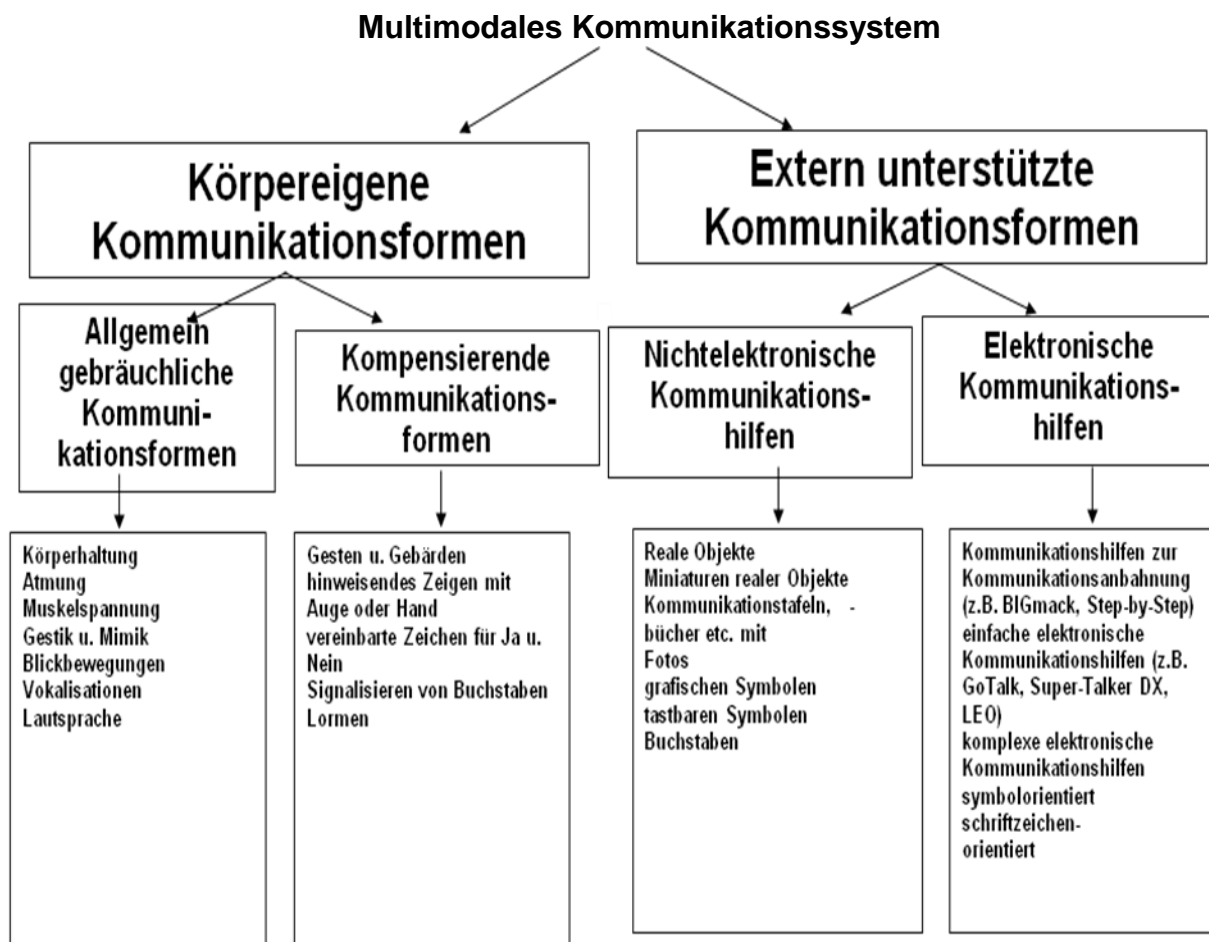 Multimodales Kommunikationssystem
Körpereigene
Kommunikationsformen
Extern unterstützte
Kommunikationsformen
Allgemein
gebräuchliche
Kommuni-
kationsformen
Kompensierende
Kommunikations-
formen
Nichtelektronische
Kommunikations-
hilfen
Elektronische
Kommunikations-
hilfen
Körperhaltung
Atmung
Muskelspannung
Gestik u. Mimik
Blickbewegungen
Vokalisationen
Lautsprache
Gesten u. Gebärden
hinweisendes Zeigen mit
Auge oder Hand
vereinbarte Zeichen für Ja u.
Nein
Signalisieren von Buchstaben
Lormen
Reale Objekte
Miniaturen realer Objekte
Kommunikationstafeln, -
bücher etc. mit
Fotos
grafischen Symbolen
tastbaren Symbolen
Buchstaben
Kommunikationshilfen zur
Kommunikationsanbahnung
(z.B. BIGmack, Step-by-Step)
einfache elektronische
Kommunikationshilfen (z.B.
GoTalk, Super-Talker DX,
LEO)
komplexe elektronische
Kommunikationshilfen
symbolorientiert
schriftzeichen-
orientiert